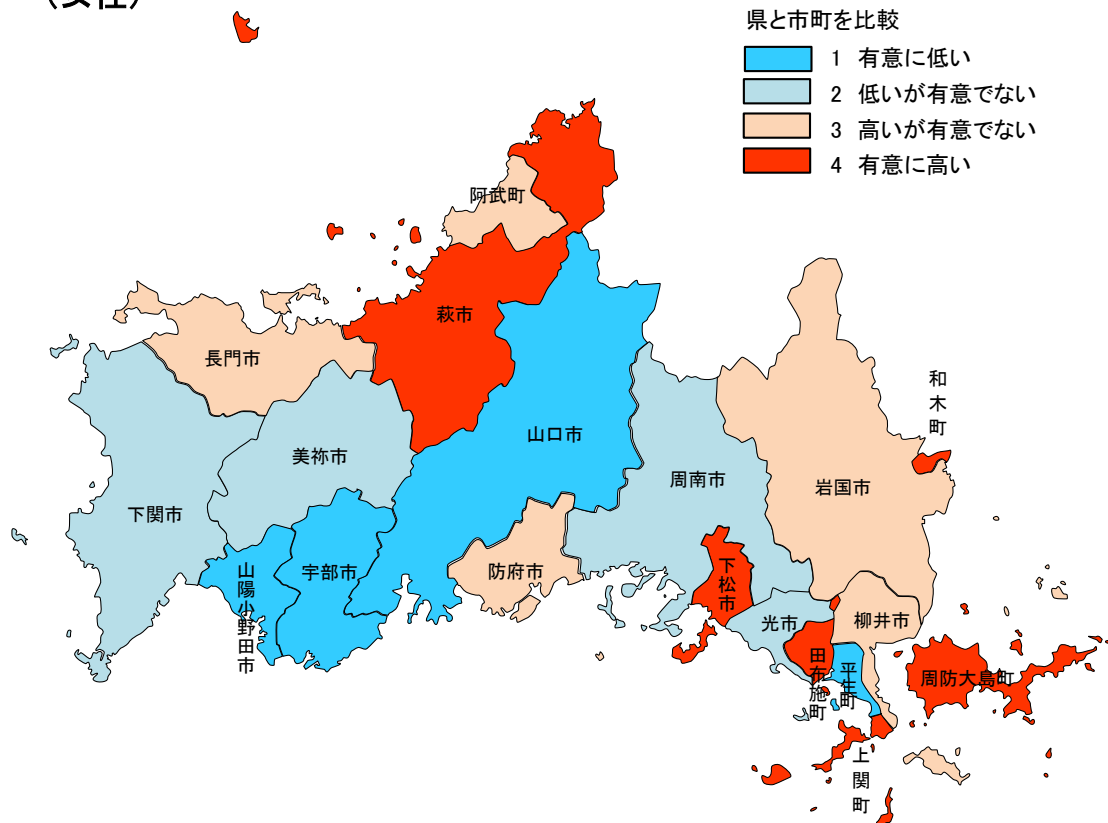 (女性)
県と市町を比較
1 有意に低い
2 低いが有意でない
3 高いが有意でない
4 有意に高い
阿武町
萩市
長門市
和木町
山口市
美祢市
周南市
岩国市
下関市
宇部市
防府市
山陽小野田市
下松市
光市
柳井市
田布施町
平生町
周防大島町
上関町